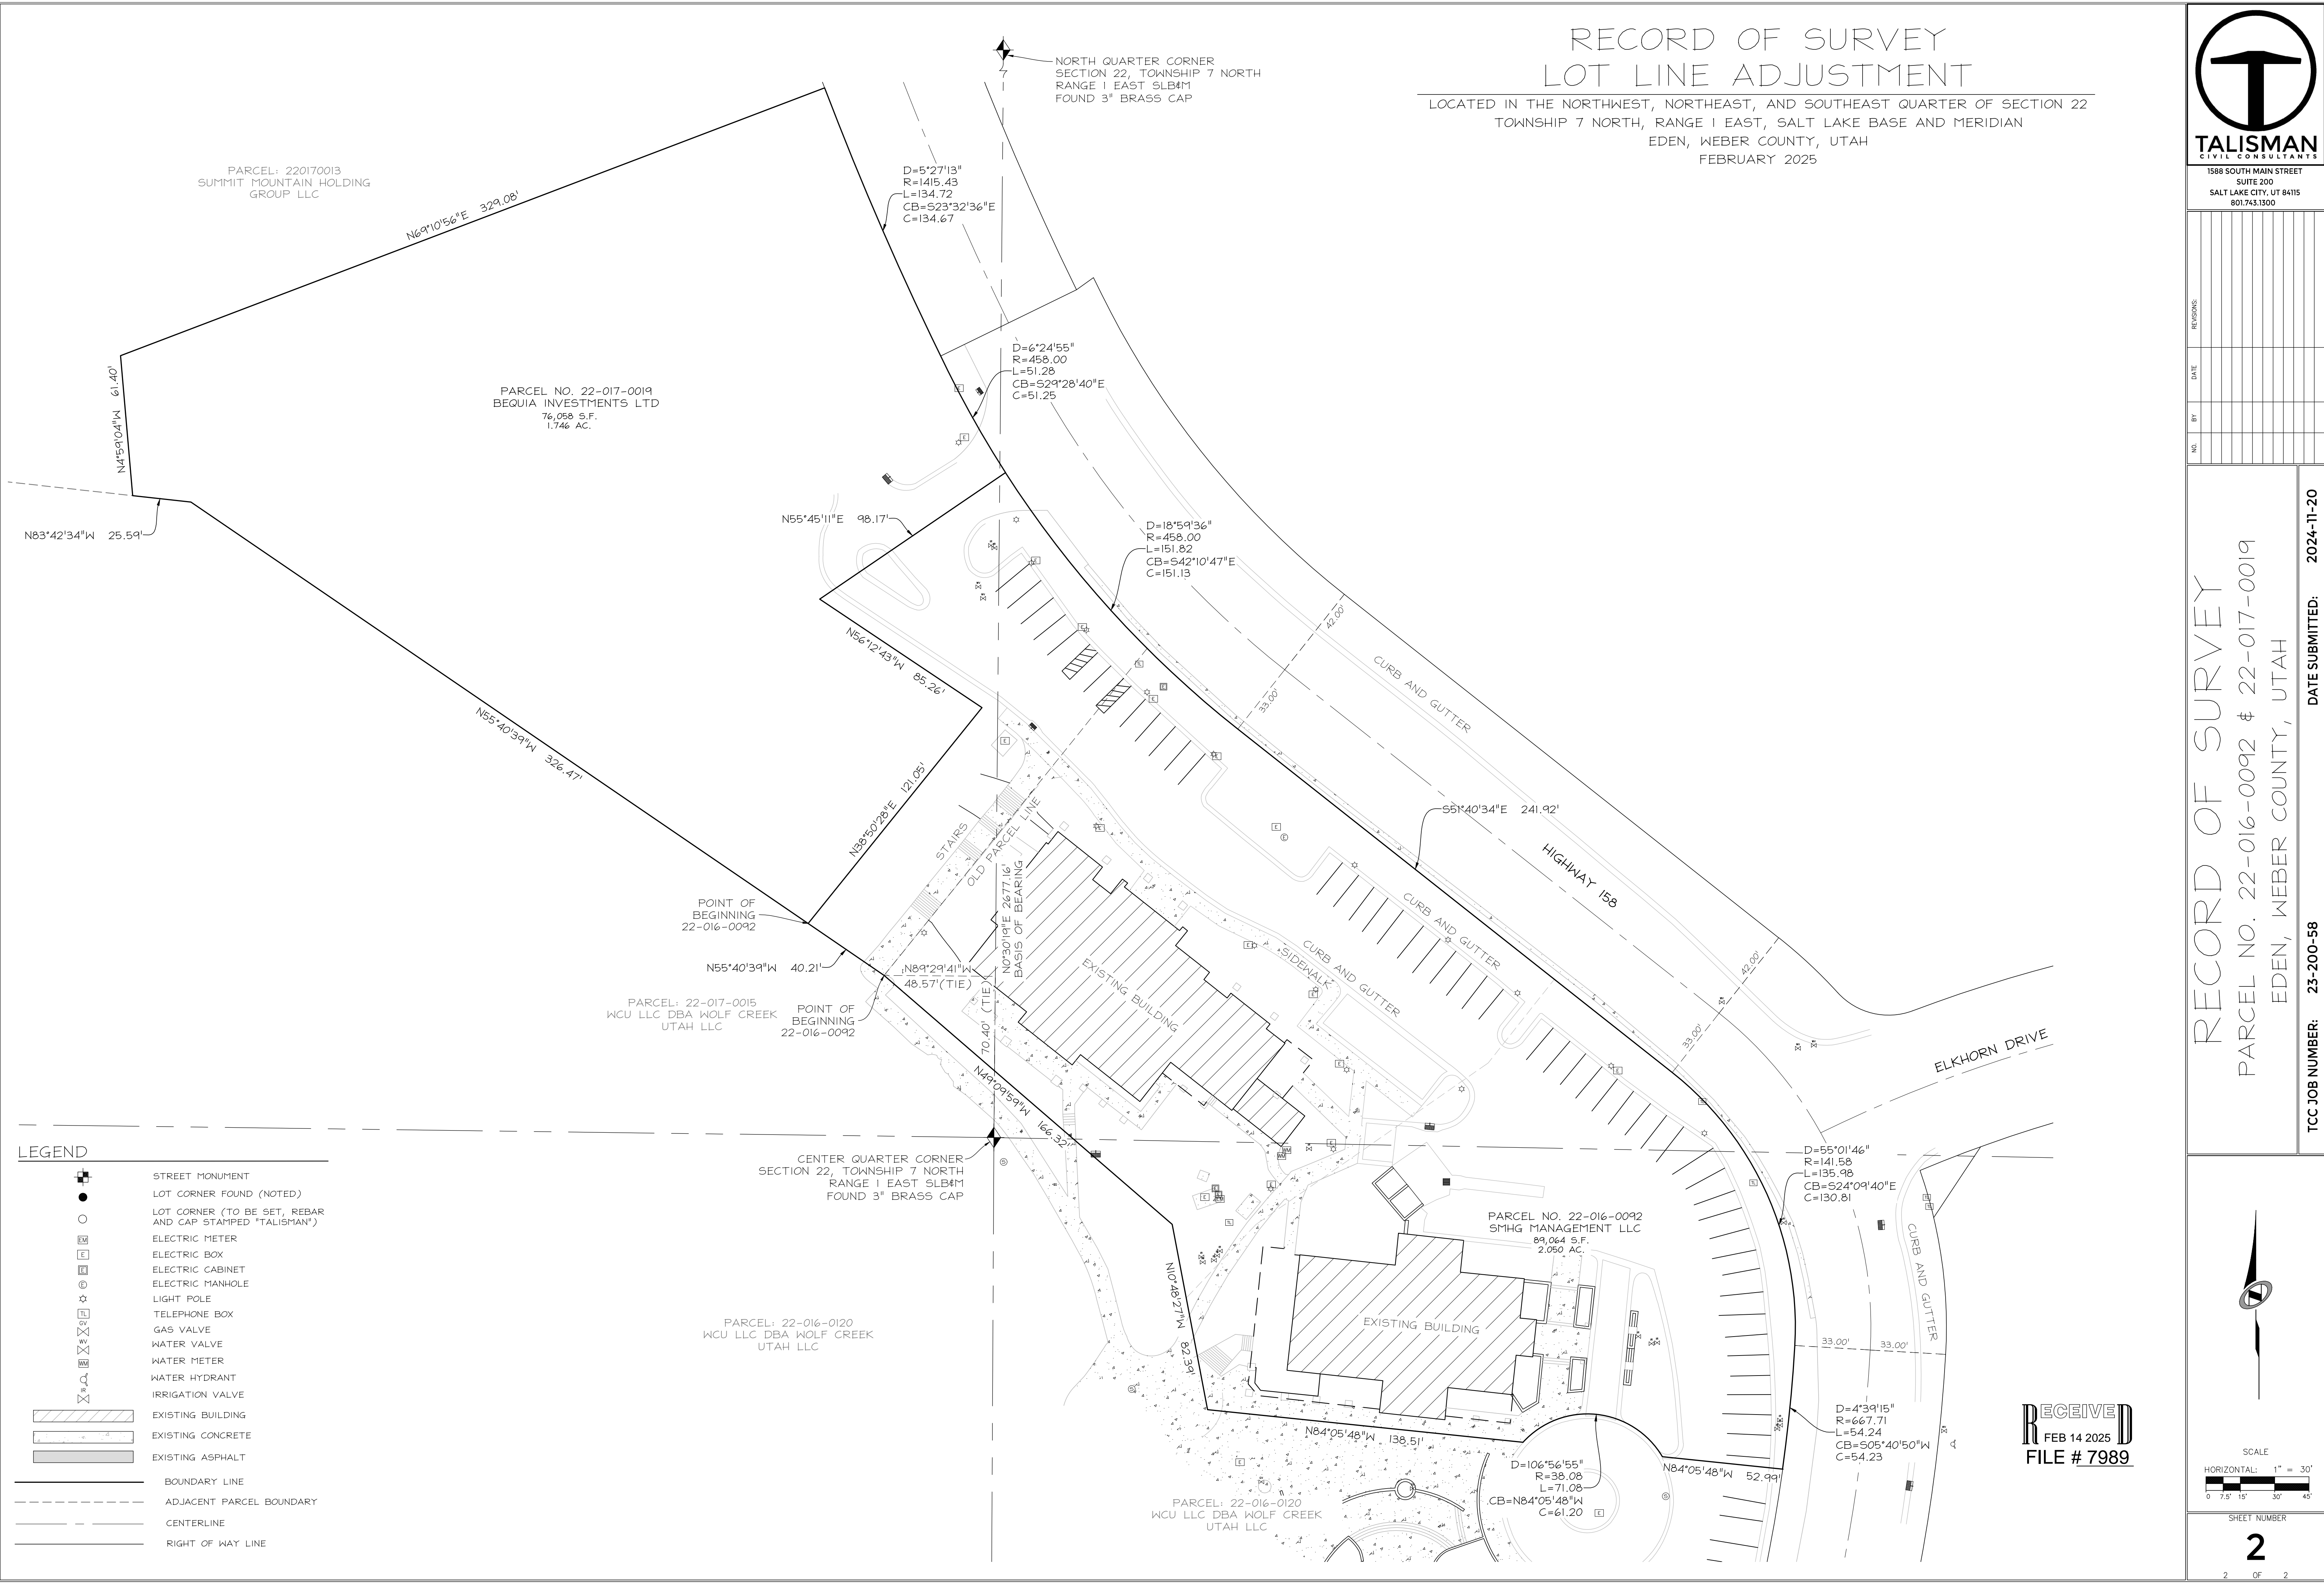 RECORD OF SURVEY
LOT LINE ADJUSTMENT
LOCATED IN THE NORTHWEST, NORTHEAST, AND SOUTHEAST QUARTER OF SECTION 22
TOWNSHIP 7 NORTH, RANGE 1 EAST, SALT LAKE BASE AND MERIDIAN
EDEN, WEBER COUNTY, UTAH
FEBRUARY 2025
NORTH QUARTER CORNER
SECTION 22, TOWNSHIP 7 NORTH
RANGE 1 EAST SLB&M
FOUND 3" BRASS CAP
PARCEL: 220170013
SUMMIT MOUNTAIN HOLDING
GROUP LLC
N69°10'56"E 329.08'
D=5°27'13"
R=1415.43
L=134.72
CB=S23°32'36"E
C=134.67
N4°59'04"W 61.40'
PARCEL NO. 22-017-0019
BEQUIA INVESTMENTS LTD
76,058 S.F.
1.746 AC.
D=6°24'55"
R=458.00
L=51.28
CB=S29°28'40"E
C=51.25
N83°42'34"W 25.59'
N55°45'11"E 98.17'
D=18°59'36"
R=458.00
L=151.82
CB=S42°10'47"E
C=151.13
42.00'
33.00'
CURB AND GUTTER
N56°12'43"W 85.26'
N55°40'39"W 326.47'
N38°50'28"E 121.05'
STAIRS
OLD PARCEL LINE
N0°30'19"E 2677.16'
BASIS OF BEARING
S51°40'34"E 241.92'
HIGHWAY 158
CURB AND GUTTER
POINT OF
BEGINNING
22-016-0092
N55°40'39"W 40.21'
N89°29'41"W
48.57'(TIE)
70.40' (TIE)
EXISTING BUILDING
SIDEWALK
CURB AND GUTTER
42.00'
33.00'
ELKHORN DRIVE
PARCEL: 22-017-0015
WCU LLC DBA WOLF CREEK
UTAH LLC
POINT OF
BEGINNING
22-016-0092
N49°09'59"W 166.32'
CENTER QUARTER CORNER
SECTION 22, TOWNSHIP 7 NORTH
RANGE 1 EAST SLB&M
FOUND 3" BRASS CAP
D=55°01'46"
R=141.58
L=135.98
CB=S24°09'40"E
C=130.81
PARCEL NO. 22-016-0092
SMHG MANAGEMENT LLC
89,064 S.F.
2.050 AC.
CURB AND GUTTER
N10°48'27"W 82.39'
EXISTING BUILDING
PARCEL: 22-016-0120
WCU LLC DBA WOLF CREEK
UTAH LLC
33.00'
33.00'
D=4°39'15"
R=667.71
L=54.24
CB=S05°40'50"W
C=54.23
N84°05'48"W 138.51'
D=106°56'55"
R=38.08
L=71.08
CB=N84°05'48"W
C=61.20
N84°05'48"W 52.99'
PARCEL: 22-016-0120
WCU LLC DBA WOLF CREEK
UTAH LLC
LEGEND
STREET MONUMENT
LOT CORNER FOUND (NOTED)
LOT CORNER (TO BE SET, REBAR
AND CAP STAMPED "TALISMAN")
EM ELECTRIC METER
E ELECTRIC BOX
E ELECTRIC CABINET
E ELECTRIC MANHOLE
LIGHT POLE
TL TELEPHONE BOX
GV GAS VALVE
WV WATER VALVE
WM WATER METER
WATER HYDRANT
IR IRRIGATION VALVE
EXISTING BUILDING
EXISTING CONCRETE
EXISTING ASPHALT
BOUNDARY LINE
ADJACENT PARCEL BOUNDARY
CENTERLINE
RIGHT OF WAY LINE
RECEIVED
FEB 14 2025
FILE # 7989
TALISMAN
CIVIL CONSULTANTS
1588 SOUTH MAIN STREET
SUITE 200
SALT LAKE CITY, UT 84115
801.743.1300
REVISIONS:
DATE
BY
NO.
RECORD OF SURVEY
PARCEL NO. 22-016-0092 & 22-017-0019
EDEN, WEBER COUNTY, UTAH
TCC JOB NUMBER: 23-200-58
DATE SUBMITTED: 2024-11-20
SCALE
HORIZONTAL: 1" = 30'
0 7.5' 15' 30' 45'
SHEET NUMBER
2
2 OF 2